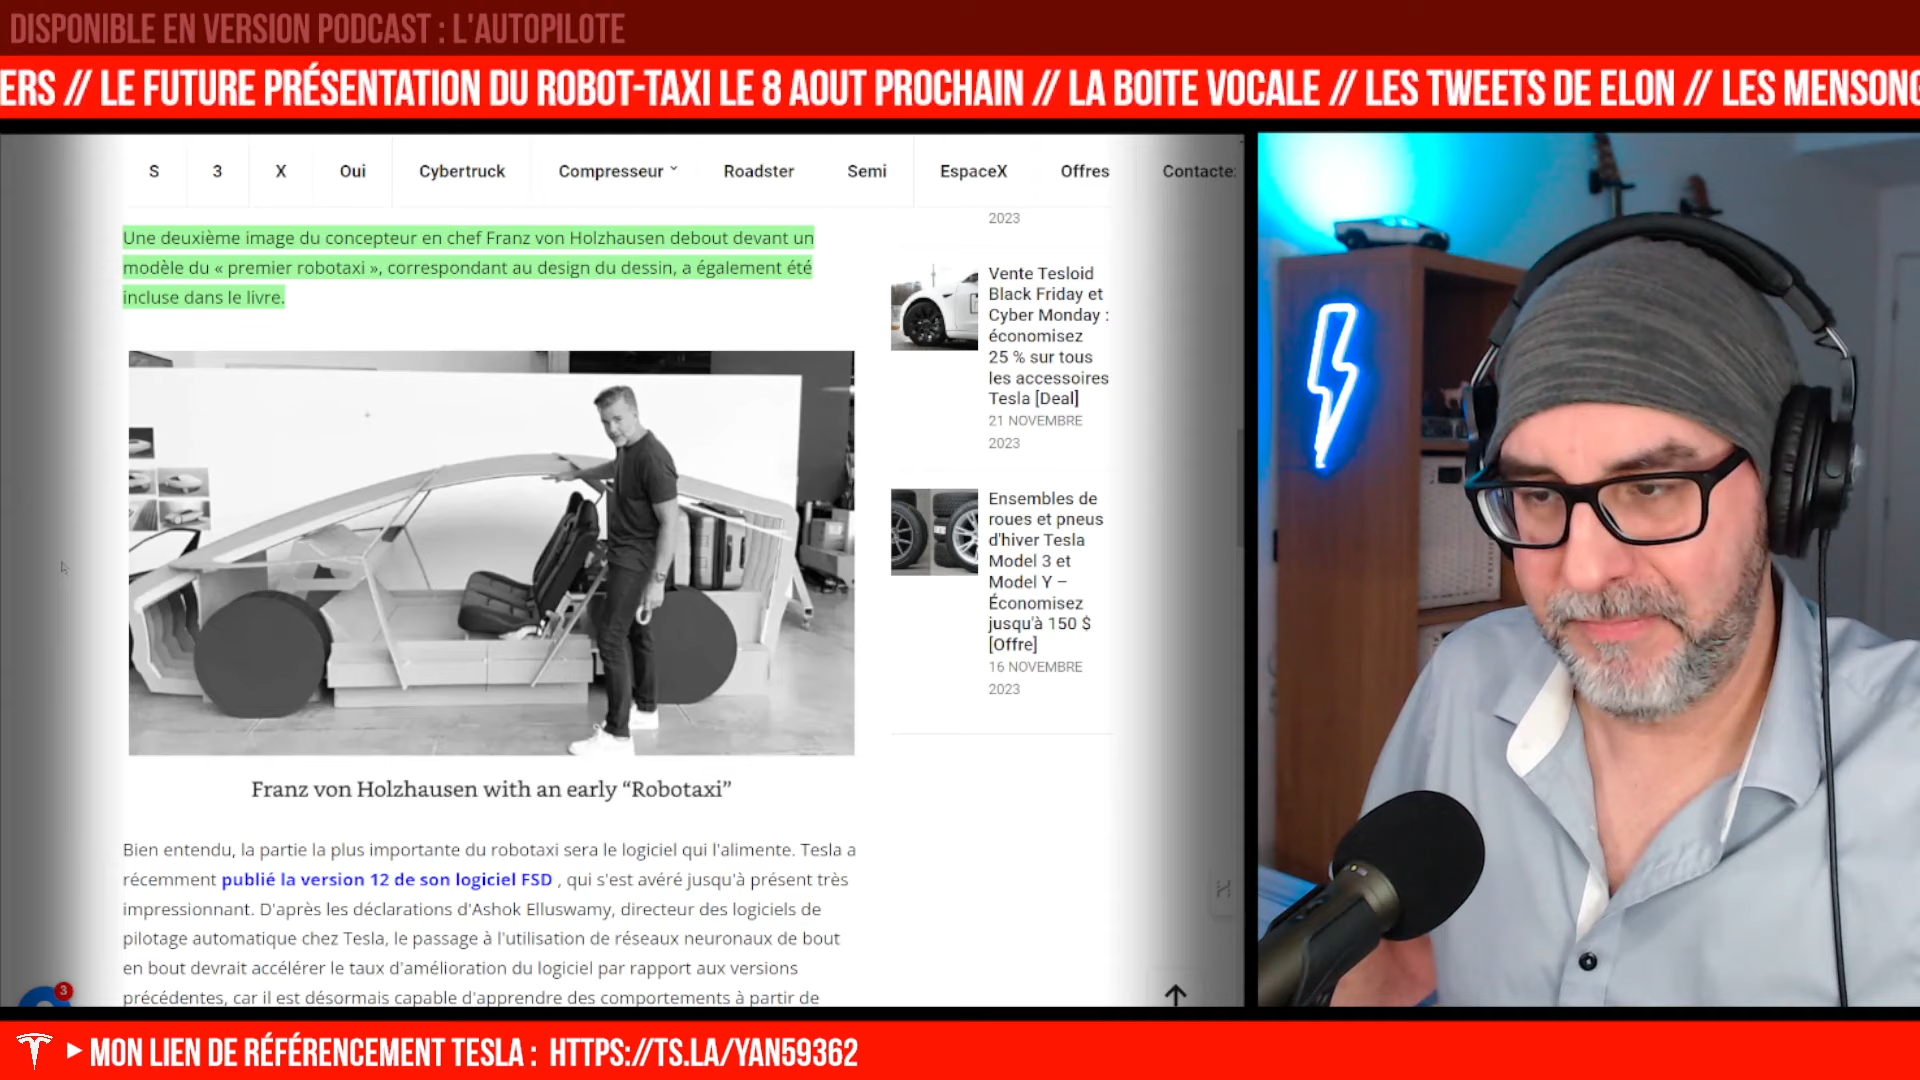 DISPONIBLE EN VERSION PODCAST : L'AUTOPILOTE
ERS // LE FUTURE PRÉSENTATION DU ROBOT-TAXI LE 8 AOUT PROCHAIN // LA BOITE VOCALE // LES TWEETS DE ELON // LES MENSONG
S 3 X Oui Cybertruck Compresseur Roadster Semi EspaceX Offres Contacte:
Une deuxième image du concepteur en chef Franz von Holzhausen debout devant un
modèle du « premier robotaxi », correspondant au design du dessin, a également été
incluse dans le livre.
Franz von Holzhausen with an early “Robotaxi”
Bien entendu, la partie la plus importante du robotaxi sera le logiciel qui l'alimente. Tesla a
récemment publié la version 12 de son logiciel FSD , qui s'est avéré jusqu'à présent très
impressionnant. D'après les déclarations d'Ashok Elluswamy, directeur des logiciels de
pilotage automatique chez Tesla, le passage à l'utilisation de réseaux neuronaux de bout
en bout devrait accélérer le taux d'amélioration du logiciel par rapport aux versions
précédentes, car il est désormais capable d'apprendre des comportements à partir de
2023
Vente Tesloid
Black Friday et
Cyber Monday :
économisez
25 % sur tous
les accessoires
Tesla [Deal]
21 NOVEMBRE
2023
Ensembles de
roues et pneus
d'hiver Tesla
Model 3 et
Model Y –
Économisez
jusqu'à 150 $
[Offre]
16 NOVEMBRE
2023
3
MON LIEN DE RÉFÉRENCEMENT TESLA : HTTPS://TS.LA/YAN59362